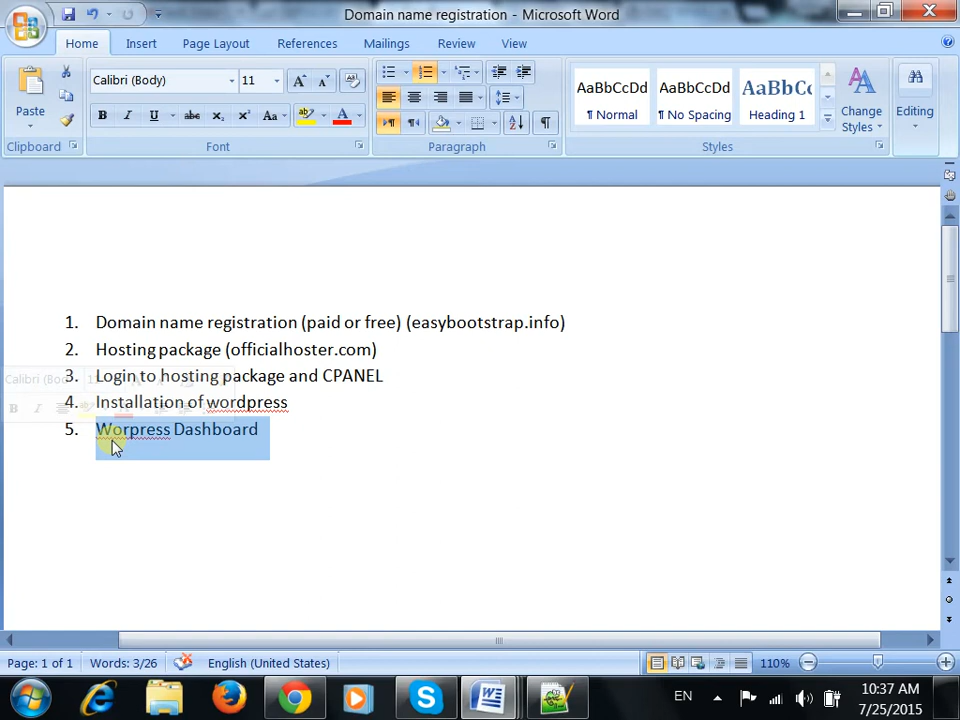 Domain name registration - Microsoft Word
Home Insert Page Layout References Mailings Review View
Calibri (Body) 11
AaBbCcDd AaBbCcDd AaBbCc
Paste
B I U abc x₂ x² Aa A
¶ Normal ¶ No Spacing Heading 1
Change Styles
Editing
Clipboard Font Paragraph Styles
1. Domain name registration (paid or free) (easybootstrap.info)
2. Hosting package (officialhoster.com)
3. Login to hosting package and CPANEL
4. Installation of wordpress
5. Worpress Dashboard
Page: 1 of 1 Words: 3/26 English (United States) 110%
EN 10:37 AM
7/25/2015